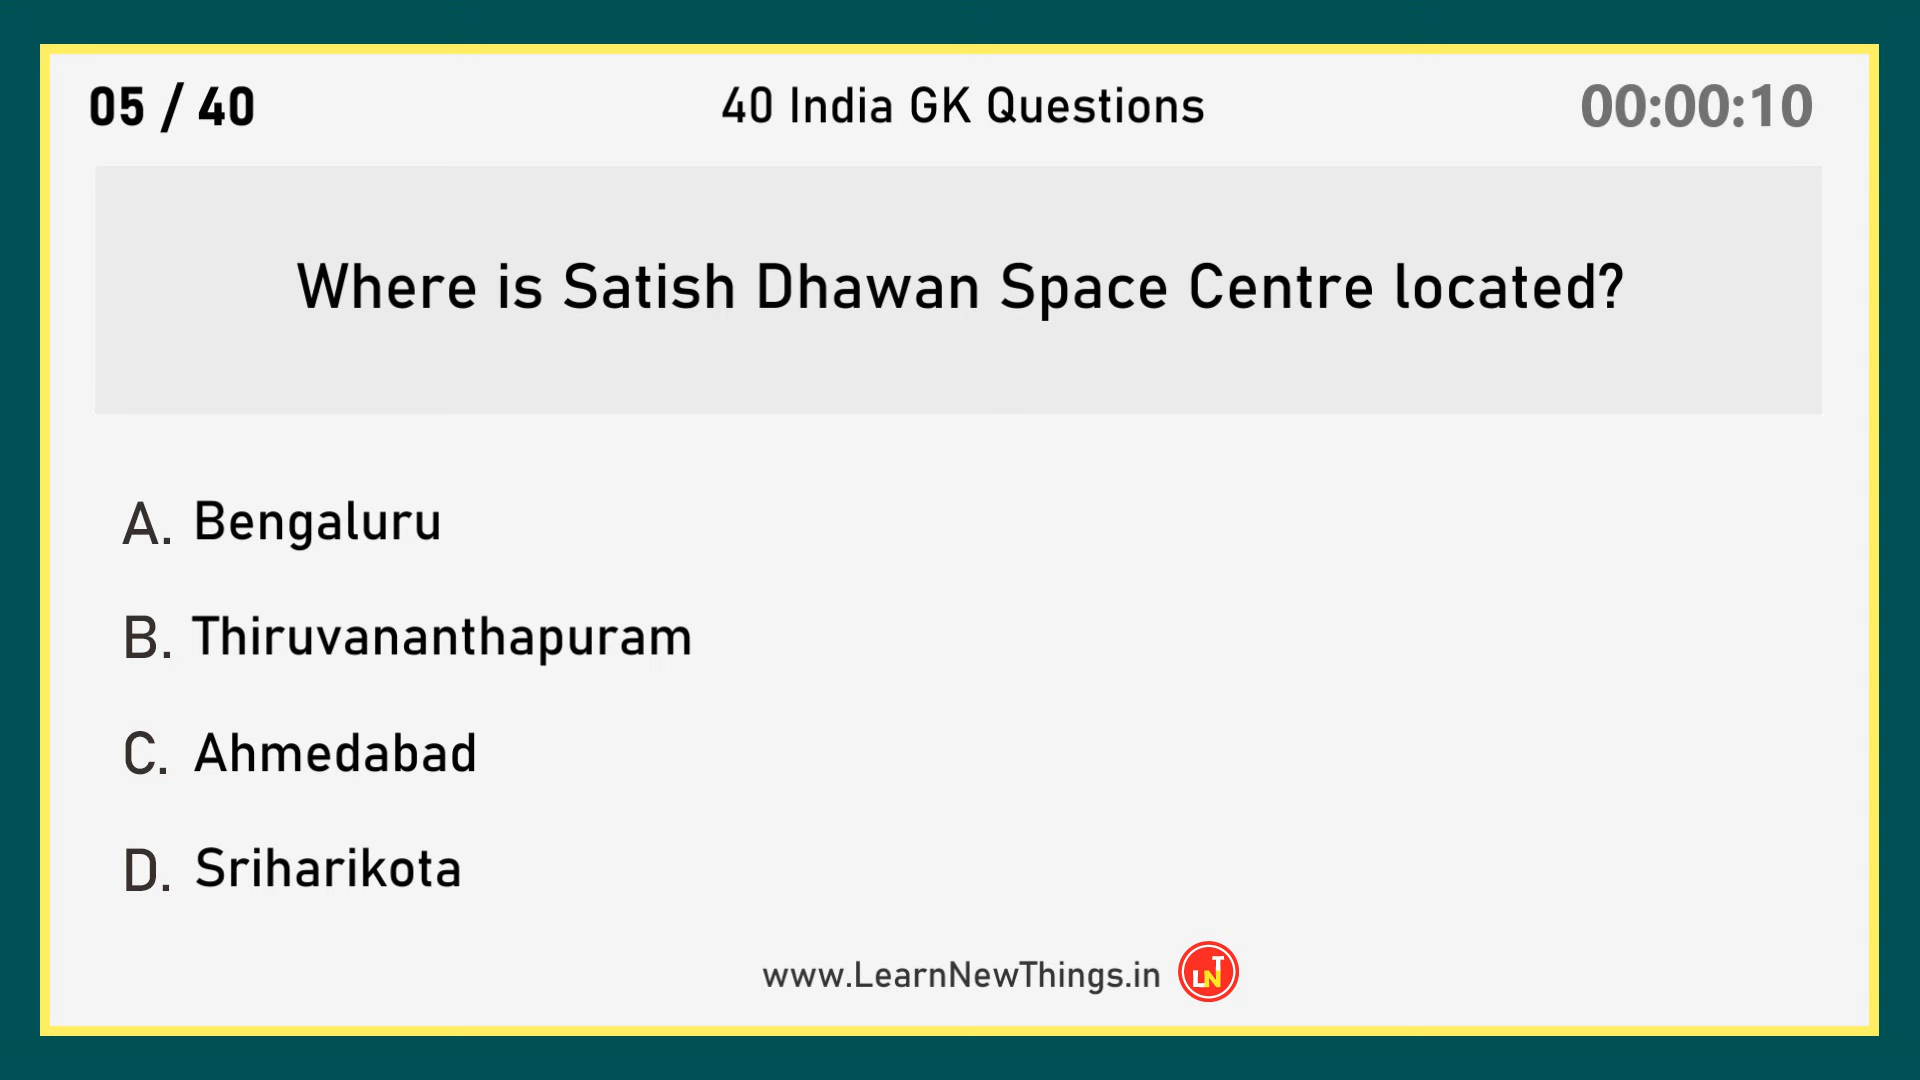 05 / 40
40 India GK Questions
00:00:10
Where is Satish Dhawan Space Centre located?
A. Bengaluru
B. Thiruvananthapuram
C. Ahmedabad
D. Sriharikota
www.LearnNewThings.in
LNT